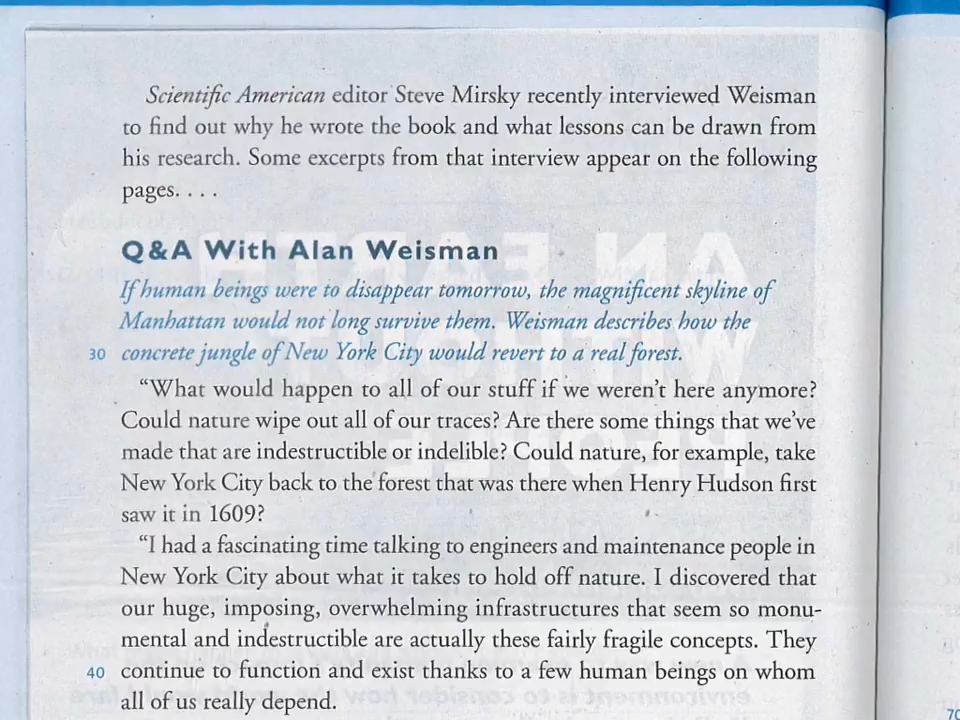 Scientific American editor Steve Mirsky recently interviewed Weisman
to find out why he wrote the book and what lessons can be drawn from
his research. Some excerpts from that interview appear on the following
pages. . . .
Q&A With Alan Weisman
If human beings were to disappear tomorrow, the magnificent skyline of
Manhattan would not long survive them. Weisman describes how the
30 concrete jungle of New York City would revert to a real forest.
“What would happen to all of our stuff if we weren’t here anymore?
Could nature wipe out all of our traces? Are there some things that we’ve
made that are indestructible or indelible? Could nature, for example, take
New York City back to the forest that was there when Henry Hudson first
saw it in 1609?
“I had a fascinating time talking to engineers and maintenance people in
New York City about what it takes to hold off nature. I discovered that
our huge, imposing, overwhelming infrastructures that seem so monu-
mental and indestructible are actually these fairly fragile concepts. They
40 continue to function and exist thanks to a few human beings on whom
all of us really depend.
70